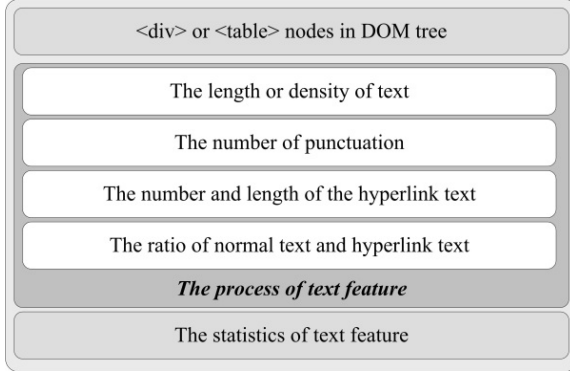 <div> or <table> nodes in DOM tree
The length or density of text
The number of punctuation
The number and length of the hyperlink text
The ratio of normal text and hyperlink text
The process of text feature
The statistics of text feature